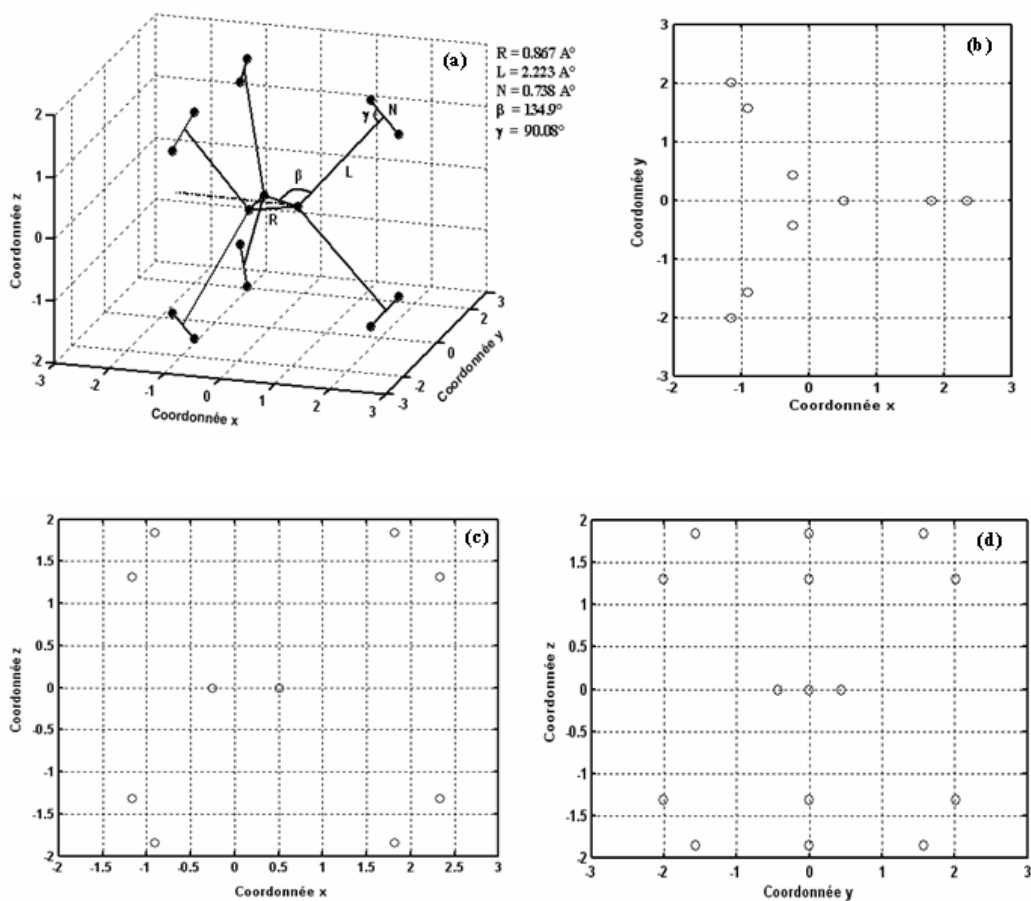 (a)
R = 0.867 A°
L = 2.223 A°
N = 0.738 A°
β = 134.9°
γ = 90.08°
N
γ
β
L
R
2
1
0
-1
-2
Coordonnée z
-3
-2
-1
0
1
2
3
Coordonnée x
-3
-2
0
2
3
Coordonnée y
(b)
3
2
1
0
-1
-2
-3
Coordonnée y
-2
-1
0
1
2
3
Coordonnée x
(c)
2
1.5
1
0.5
0
-0.5
-1
-1.5
-2
Coordonnée z
-2
-1.5
-1
-0.5
0
0.5
1
1.5
2
2.5
3
Coordonnée x
(d)
2
1.5
1
0.5
0
-0.5
-1
-1.5
-2
Coordonnée z
-3
-2
-1
0
1
2
3
Coordonnée y